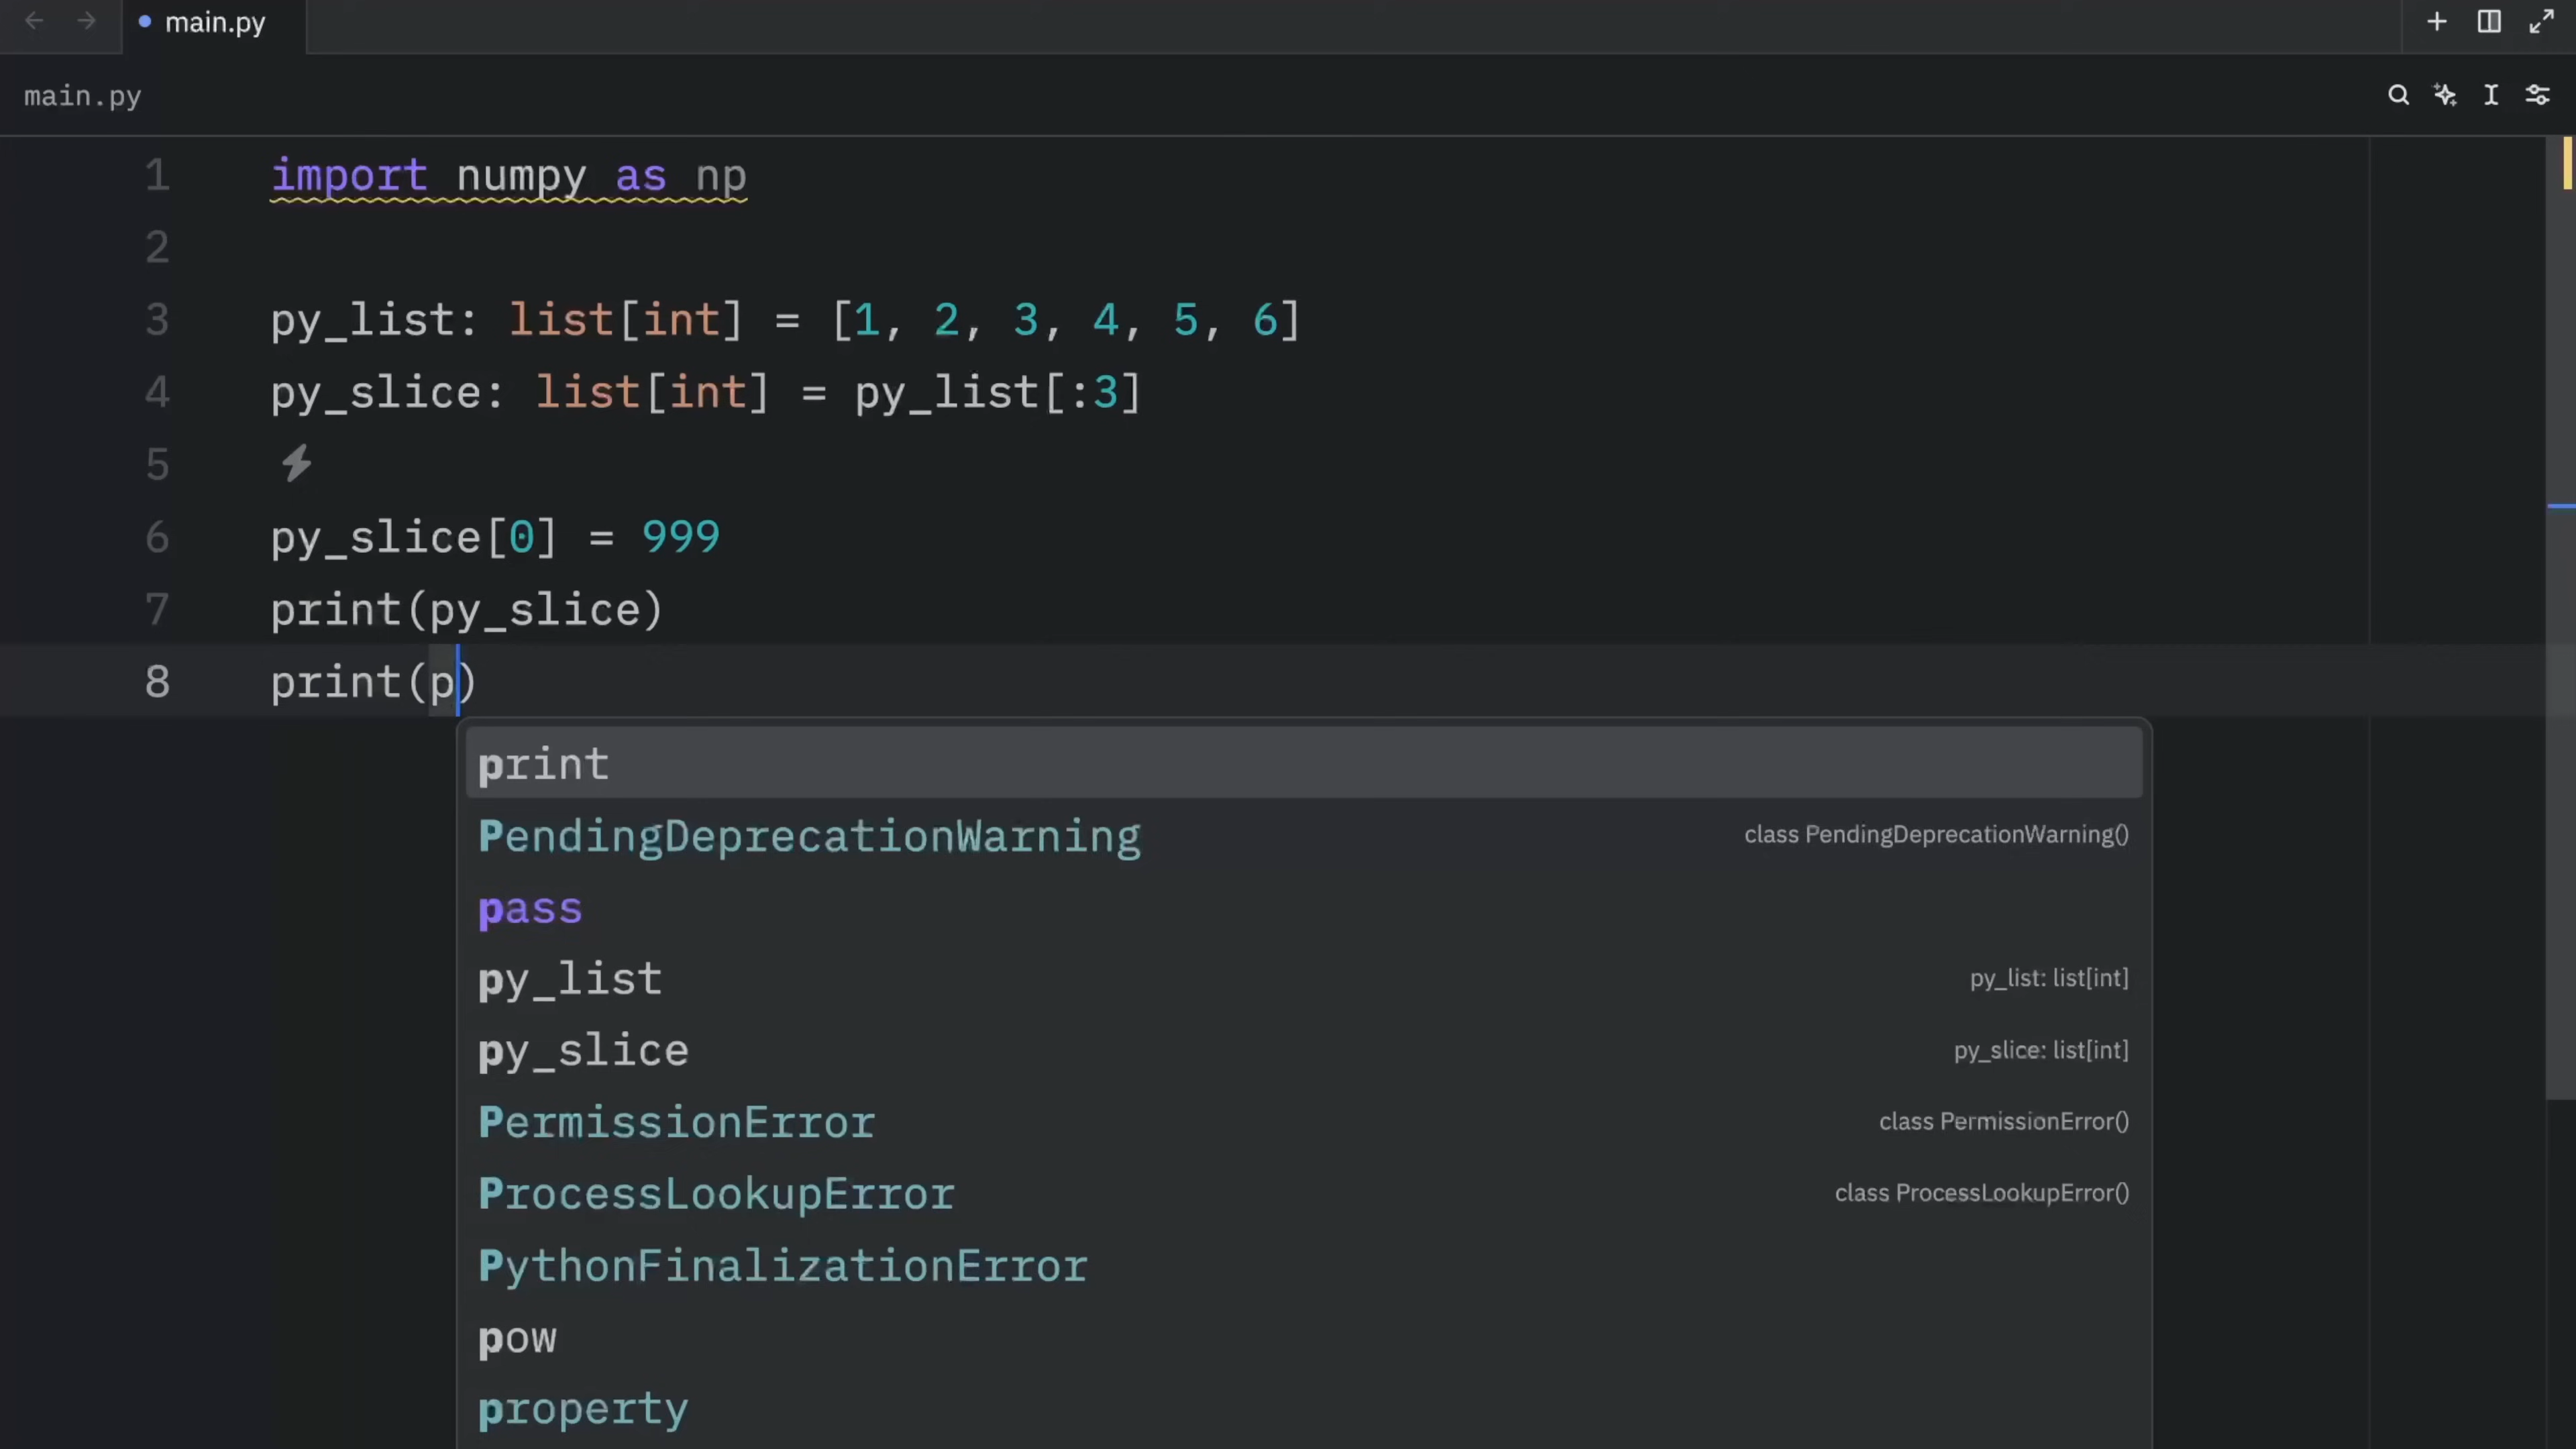 main.py
main.py
1 import numpy as np
2
3 py_list: list[int] = [1, 2, 3, 4, 5, 6]
4 py_slice: list[int] = py_list[:3]
5
6 py_slice[0] = 999
7 print(py_slice)
8 print(p)
print
PendingDeprecationWarning class PendingDeprecationWarning()
pass
py_list py_list: list[int]
py_slice py_slice: list[int]
PermissionError class PermissionError()
ProcessLookupError class ProcessLookupError()
PythonFinalizationError
pow
property